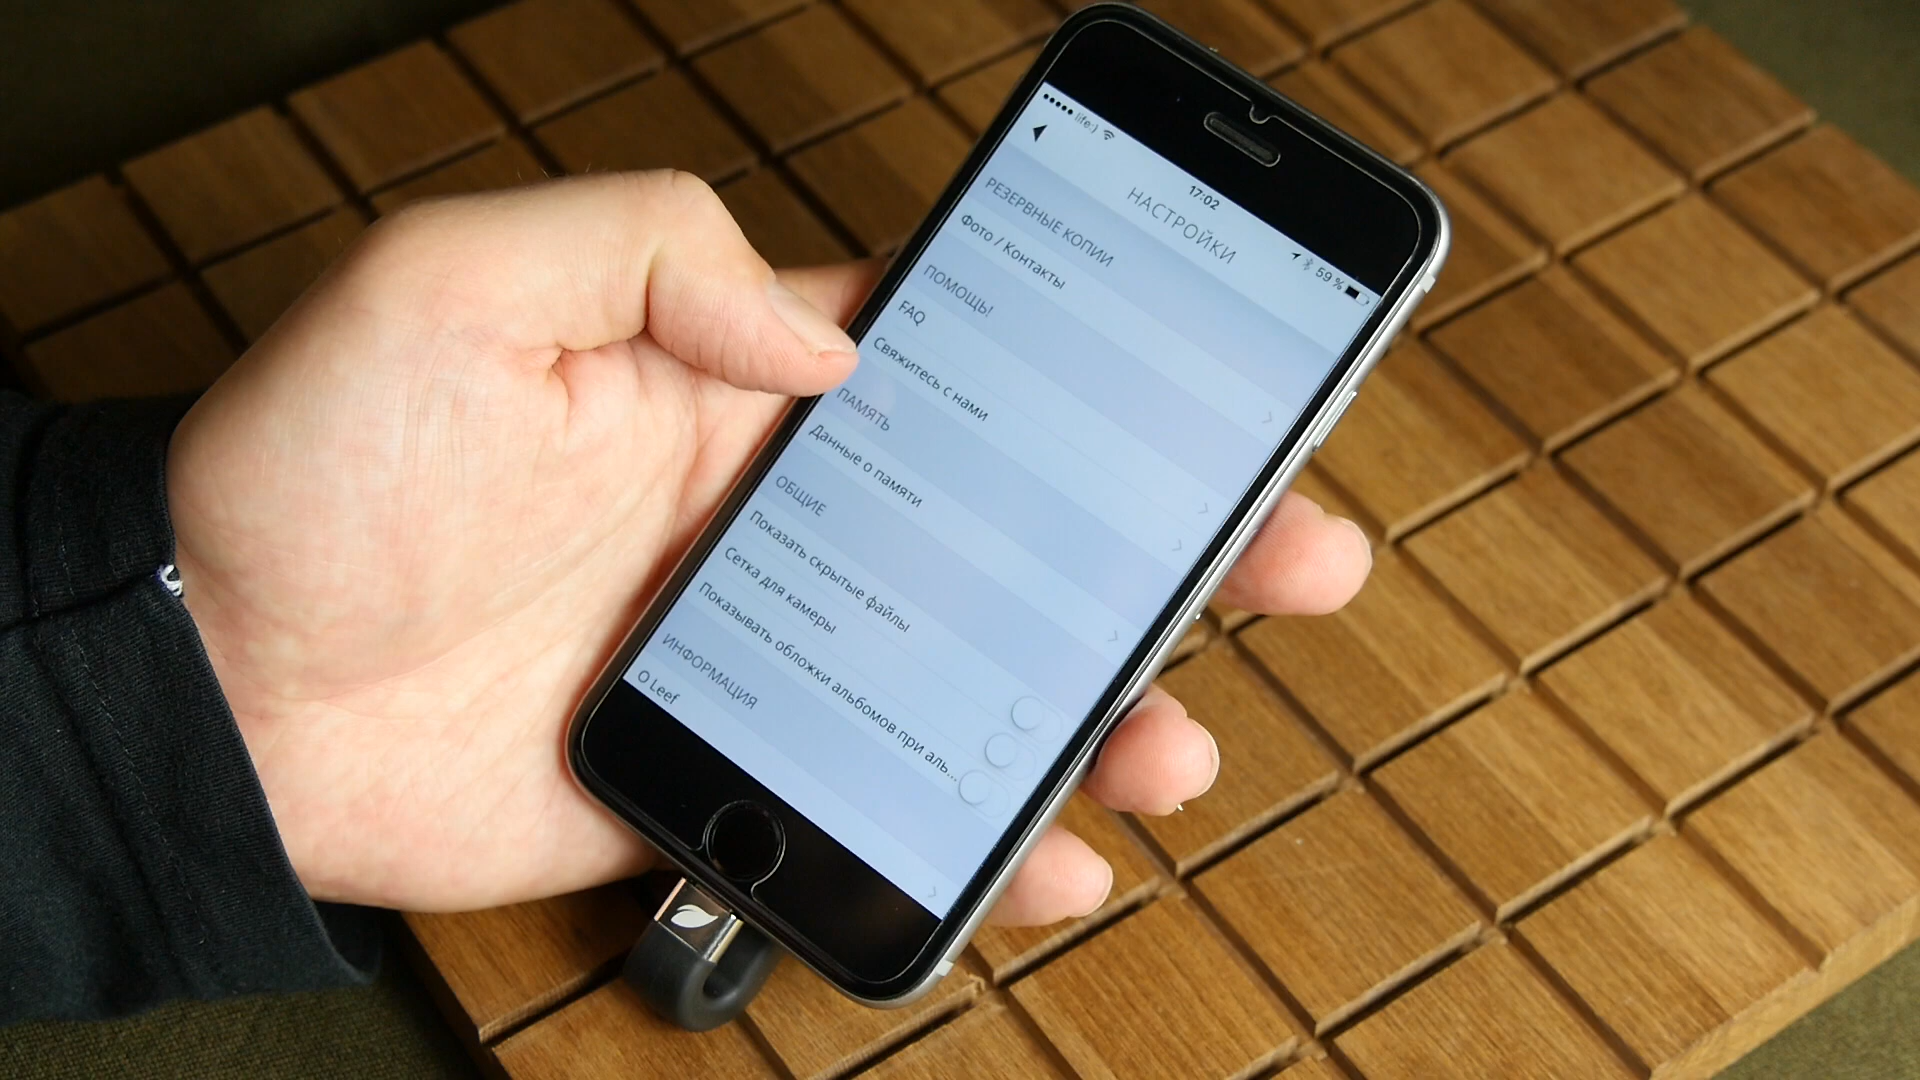 life:)
17:02
59 %
НАСТРОЙКИ
РЕЗЕРВНЫЕ КОПИИ
Фото / Контакты
ПОМОЩЬ!
FAQ
Свяжитесь с нами
ПАМЯТЬ
Данные о памяти
ОБЩИЕ
Показать скрытые файлы
Сетка для камеры
Показывать обложки альбомов при аль...
ИНФОРМАЦИЯ
О Leef